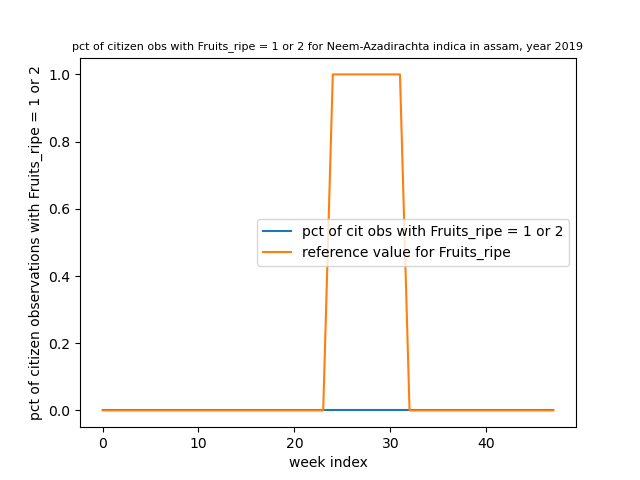 pct of citizen obs with Fruits_ripe = 1 or 2 for Neem-Azadirachta indica in assam, year 2019
pct of citizen observations with Fruits_ripe = 1 or 2
1.0
0.8
0.6
0.4
0.2
0.0
pct of cit obs with Fruits_ripe = 1 or 2
reference value for Fruits_ripe
0
10
20
30
40
week index